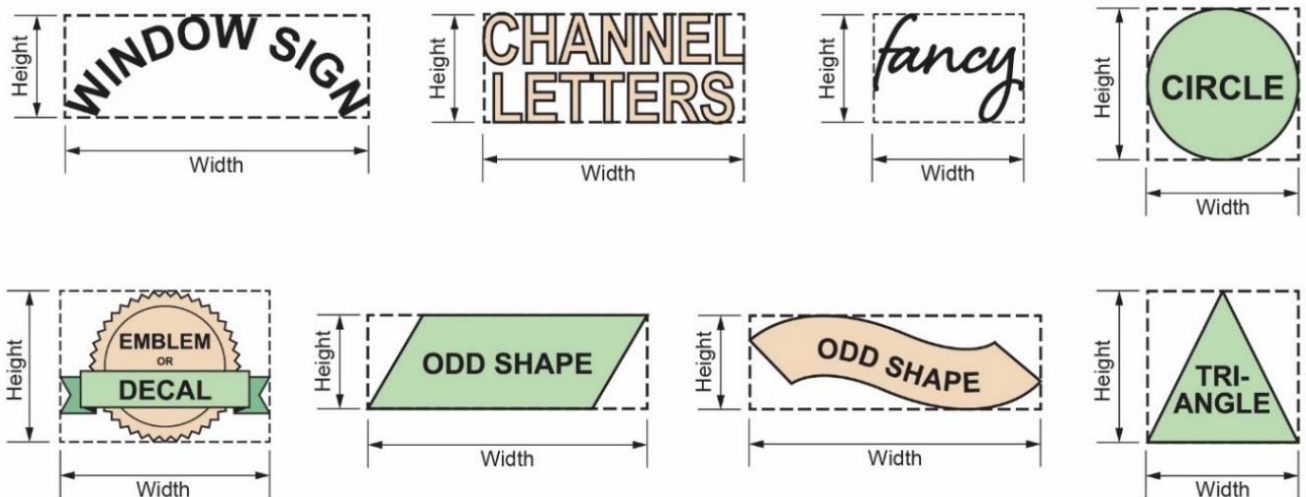 Height
WINDOW SIGN
Width
Height
CHANNEL
LETTERS
Width
Height
fancy
Width
Height
CIRCLE
Width
Height
EMBLEM
OR
DECAL
Width
Height
ODD SHAPE
Width
Height
ODD SHAPE
Width
Height
TRI-
ANGLE
Width